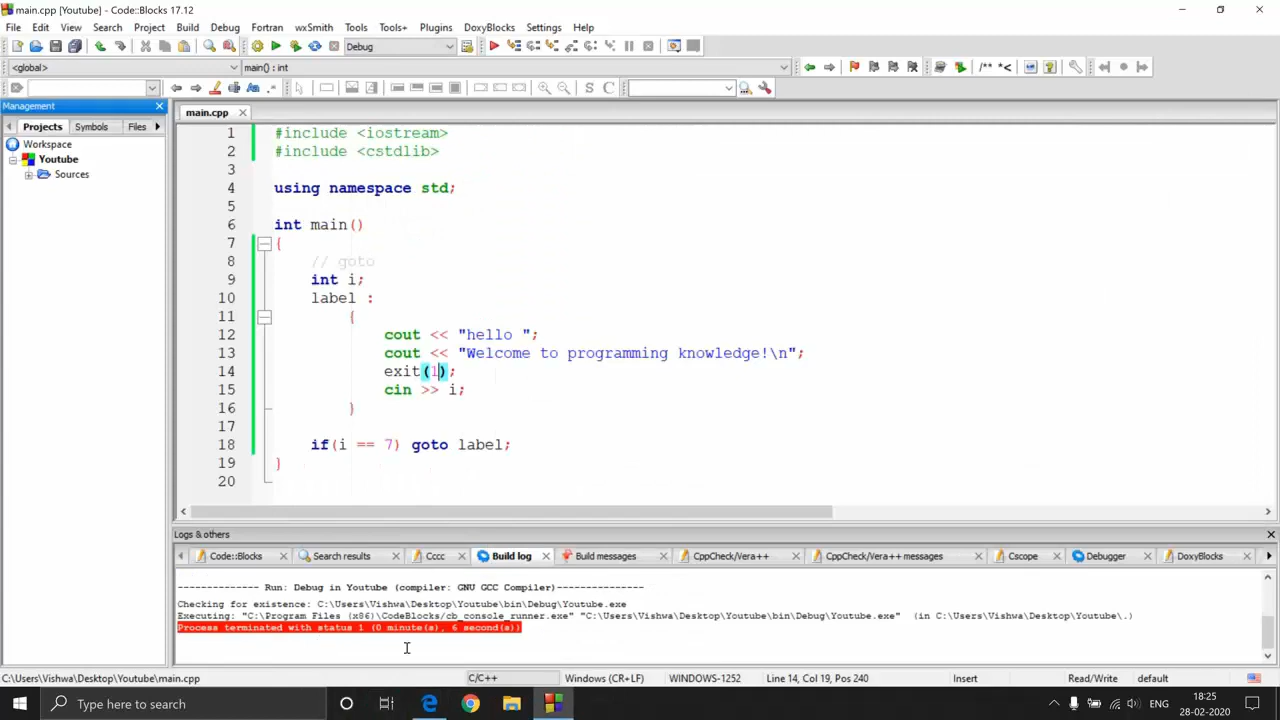 main.cpp [Youtube] - Code::Blocks 17.12
File Edit View Search Project Build Debug Fortran wxSmith Tools Tools+ Plugins DoxyBlocks Settings Help
Debug
<global> main() : int /** *<
S C
Management
Projects Symbols Files
main.cpp
Workspace
Youtube
Sources
1 #include <iostream>
2 #include <cstdlib>
3
4 using namespace std;
5
6 int main()
7 {
8 // goto
9 int i;
10 label :
11 {
12 cout << "hello ";
13 cout << "Welcome to programming knowledge!\n";
14 exit(1);
15 cin >> i;
16 }
17
18 if(i == 7) goto label;
19 }
20
Logs & others
Code::Blocks Search results Cccc Build log Build messages CppCheck/Vera++ CppCheck/Vera++ messages Cscope Debugger DoxyBlocks
-------------- Run: Debug in Youtube (compiler: GNU GCC Compiler)---------------
Checking for existence: C:\Users\Vishwa\Desktop\Youtube\bin\Debug\Youtube.exe
Executing: "C:\Program Files (x86)\CodeBlocks/cb_console_runner.exe" "C:\Users\Vishwa\Desktop\Youtube\bin\Debug\Youtube.exe" (in C:\Users\Vishwa\Desktop\Youtube\.)
Process terminated with status 1 (0 minute(s), 6 second(s))
C:\Users\Vishwa\Desktop\Youtube\main.cpp C/C++ Windows (CR+LF) WINDOWS-1252 Line 14, Col 19, Pos 240 Insert Read/Write default
Type here to search
ENG
18:25
28-02-2020